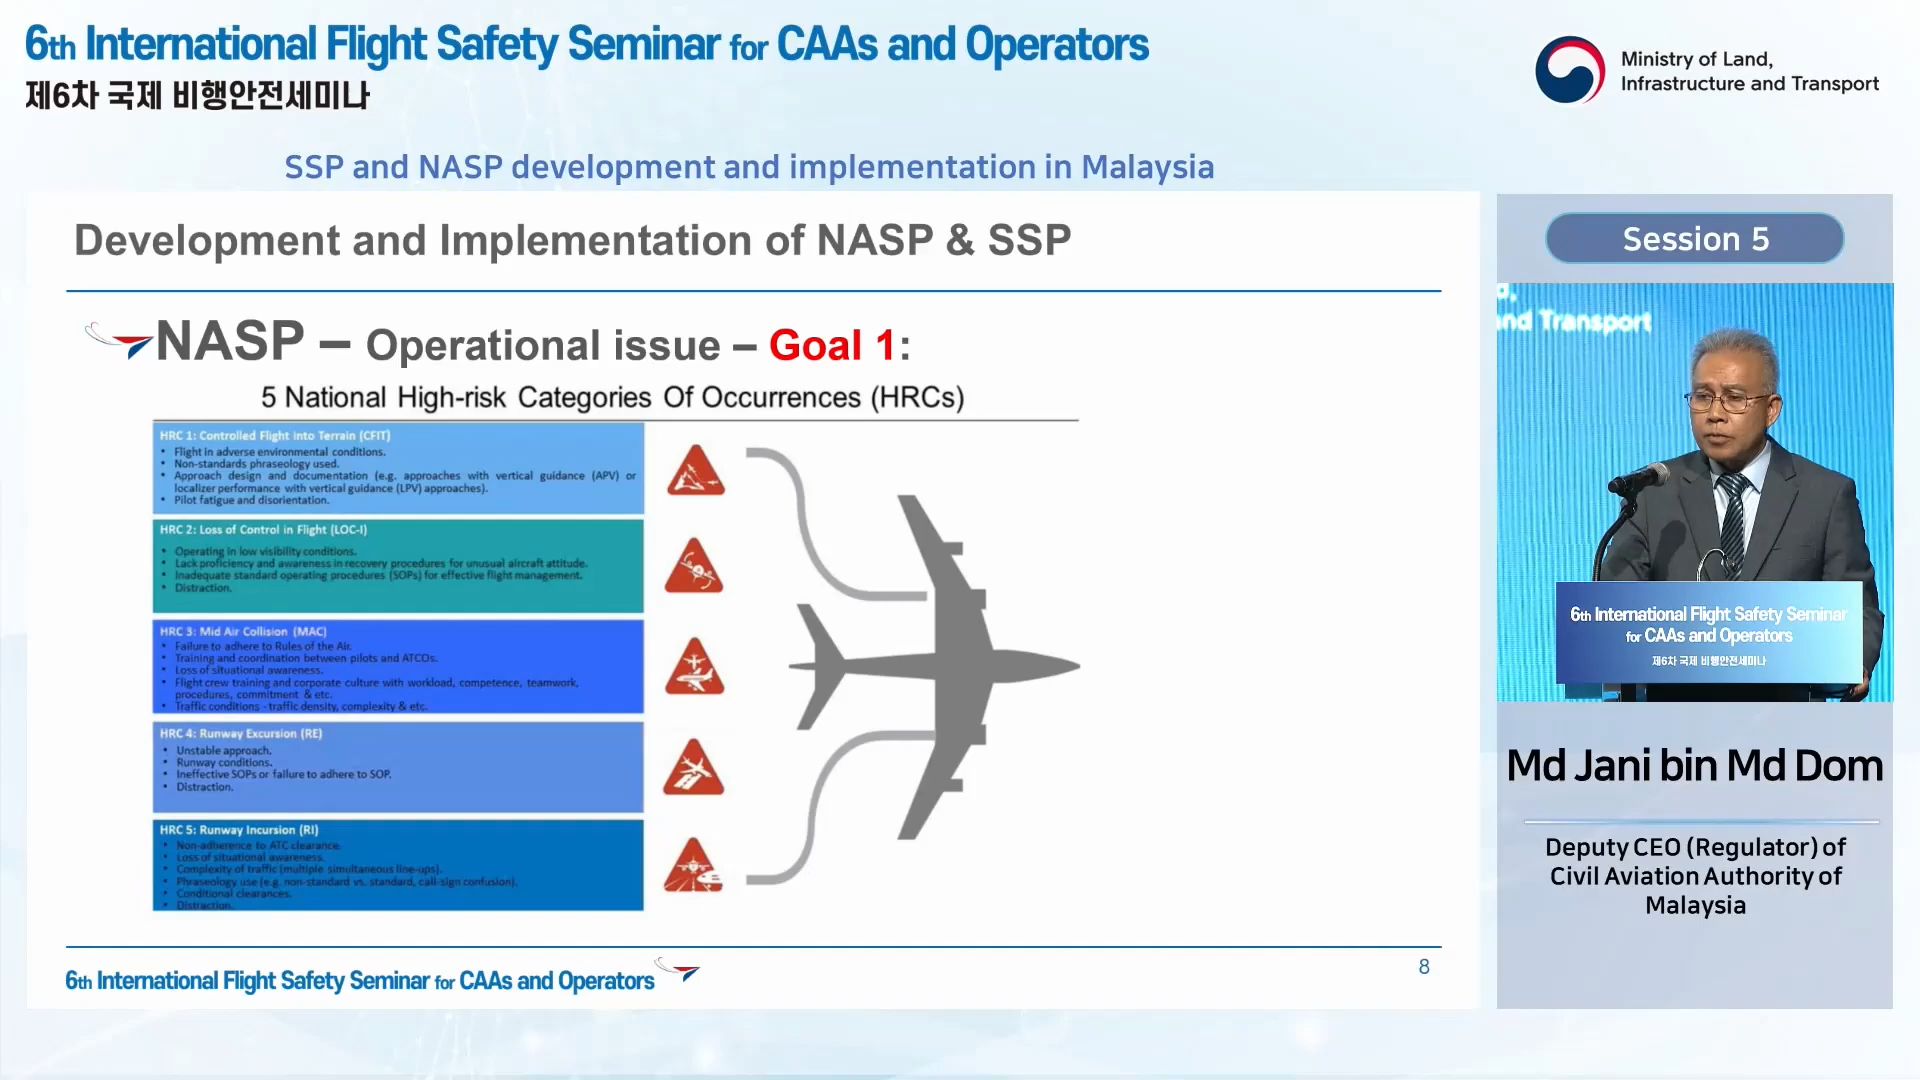 6th International Flight Safety Seminar for CAAs and Operators
제6차 국제 비행안전세미나
Ministry of Land,
Infrastructure and Transport
SSP and NASP development and implementation in Malaysia
Development and Implementation of NASP & SSP
NASP – Operational issue – Goal 1:
5 National High-risk Categories Of Occurrences (HRCs)
HRC 1: Controlled Flight into Terrain (CFIT)
• Flight in adverse environmental conditions.
• Non-standards phraseology used.
• Approach design and documentation (e.g. approaches with vertical guidance (APV) or
localizer performance with vertical guidance (LPV) approaches).
• Pilot fatigue and disorientation.
HRC 2: Loss of Control in Flight (LOC-I)
• Operating in low visibility conditions.
• Lack proficiency and awareness in recovery procedures for unusual aircraft attitude.
• Inadequate standard operating procedures (SOPs) for effective flight management.
• Distraction.
HRC 3: Mid Air Collision (MAC)
• Failure to adhere to Rules of the Air.
• Training and coordination between pilots and ATCOs.
• Loss of situational awareness.
• Flight crew training and corporate culture with workload, competence, teamwork,
procedures, commitment & etc.
• Traffic conditions - traffic density, complexity & etc.
HRC 4: Runway Excursion (RE)
• Unstable approach.
• Runway conditions.
• Ineffective SOPs or failure to adhere to SOP.
• Distraction.
HRC 5: Runway Incursion (RI)
• Non-adherence to ATC clearance.
• Loss of situational awareness.
• Complexity of traffic (multiple simultaneous line-ups).
• Phraseology use (e.g. non-standard vs. standard, call-sign confusion).
• Conditional clearances.
• Distraction.
6th International Flight Safety Seminar for CAAs and Operators
8
Session 5
d,
and Transport
6th International Flight Safety Seminar
for CAAs and Operators
제6차 국제 비행안전세미나
Md Jani bin Md Dom
Deputy CEO (Regulator) of
Civil Aviation Authority of
Malaysia